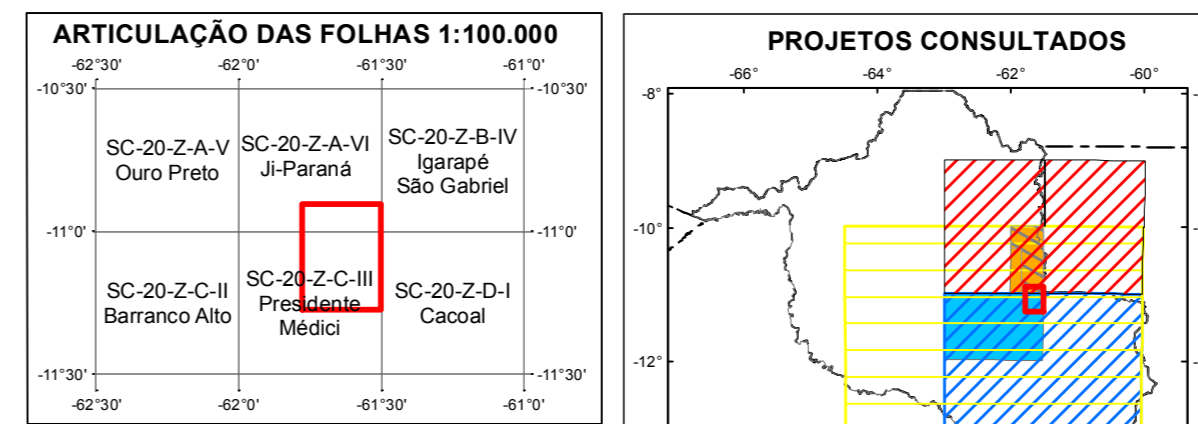 ARTICULAÇÃO DAS FOLHAS 1:100.000
-62°30' -62°0' -61°30' -61°0'
-10°30' -10°30'
SC-20-Z-A-V
Ouro Preto
SC-20-Z-A-VI
Ji-Paraná
SC-20-Z-B-IV
Igarapé
São Gabriel
-11°0' -11°0'
SC-20-Z-C-II
Barranco Alto
SC-20-Z-C-III
Presidente
Médici
SC-20-Z-D-I
Cacoal
-11°30' -11°30'
-62°30' -62°0' -61°30' -61°0'
PROJETOS CONSULTADOS
-66° -64° -62° -60°
-8°
-10°
-12°